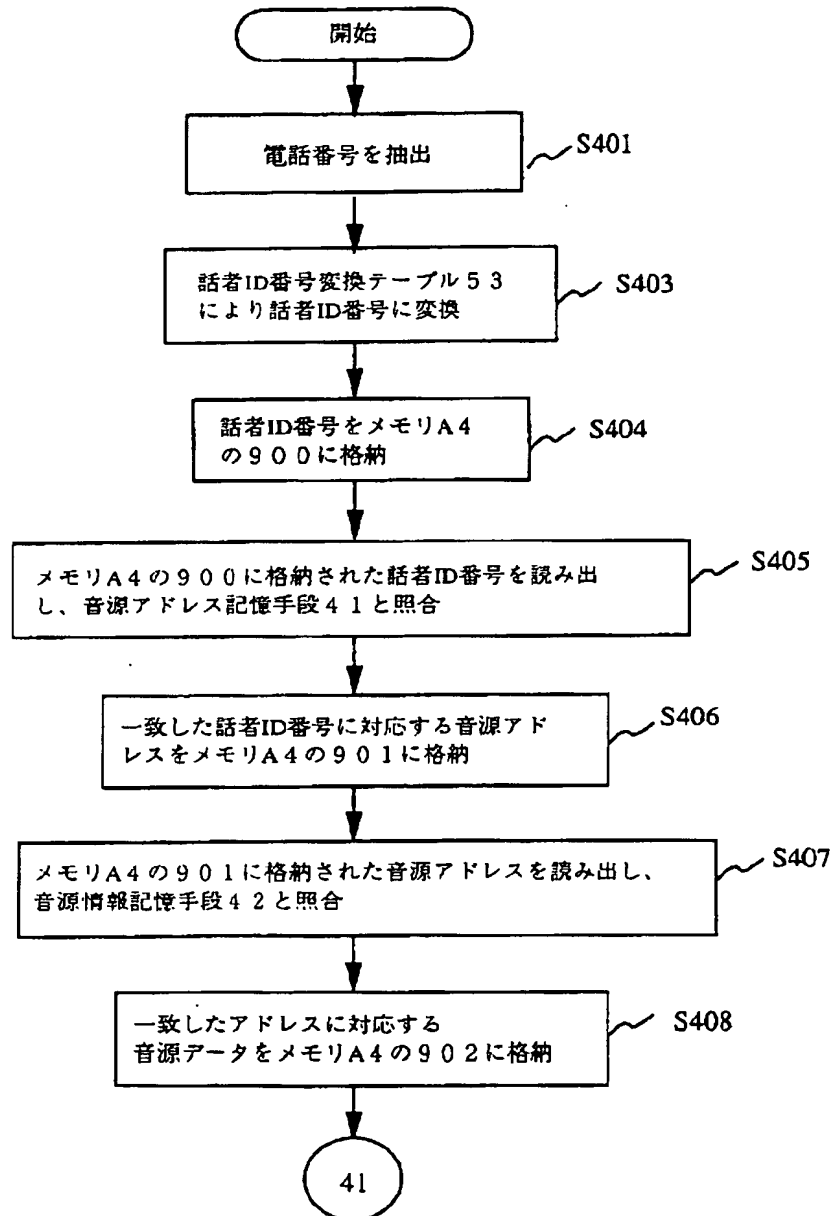 開始
電話番号を抽出
S401
話者ID番号変換テーブル53
により話者ID番号に変換
S403
話者ID番号をメモリA4
の900に格納
S404
メモリA4の900に格納された話者ID番号を読み出
し、音源アドレス記憶手段41と照合
S405
一致した話者ID番号に対応する音源アド
レスをメモリA4の901に格納
S406
メモリA4の901に格納された音源アドレスを読み出し、
音源情報記憶手段42と照合
S407
一致したアドレスに対応する
音源データをメモリA4の902に格納
S408
41